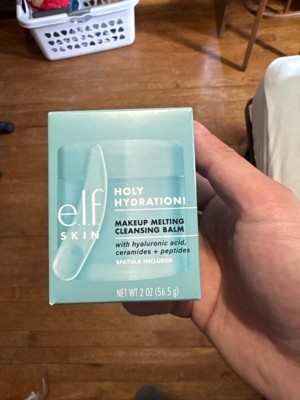 e.l.f
SKIN
HOLY
HYDRATION!
MAKEUP MELTING
CLEANSING BALM
with hyaluronic acid,
ceramides + peptides
SPATULA INCLUDED
NET WT 2 OZ (56.5 g)